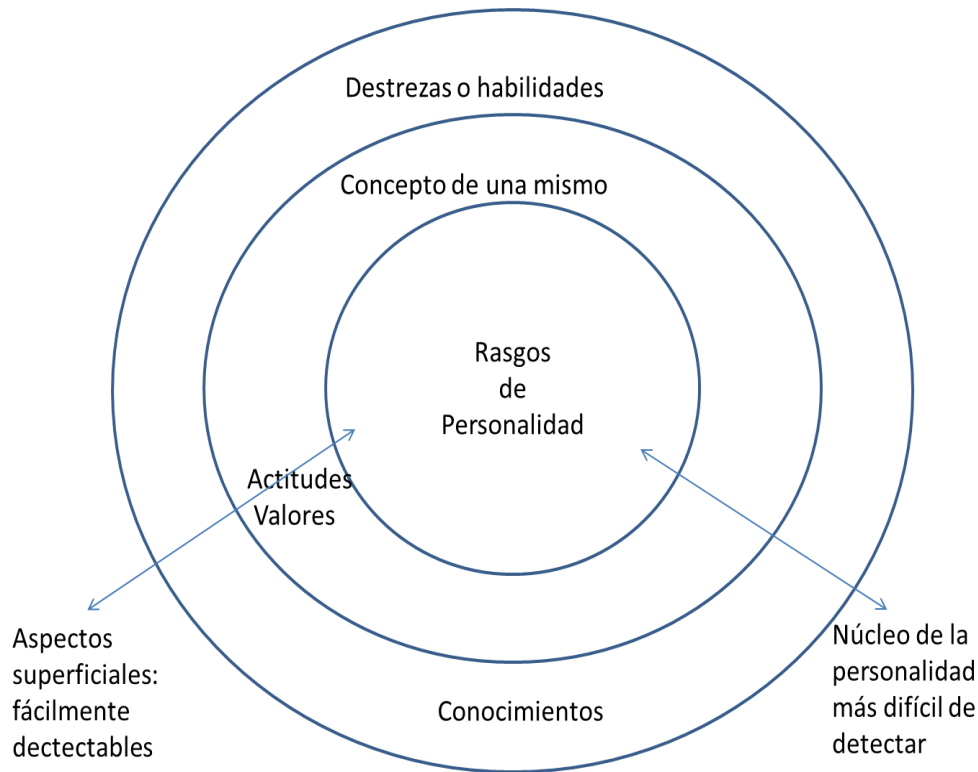 Destrezas o habilidades
Concepto de una mismo
Rasgos
de
Personalidad
Actitudes
Valores
Aspectos
superficiales:
fácilmente
dectectables
Núcleo de la
personalidad
más difícil de
detectar
Conocimientos